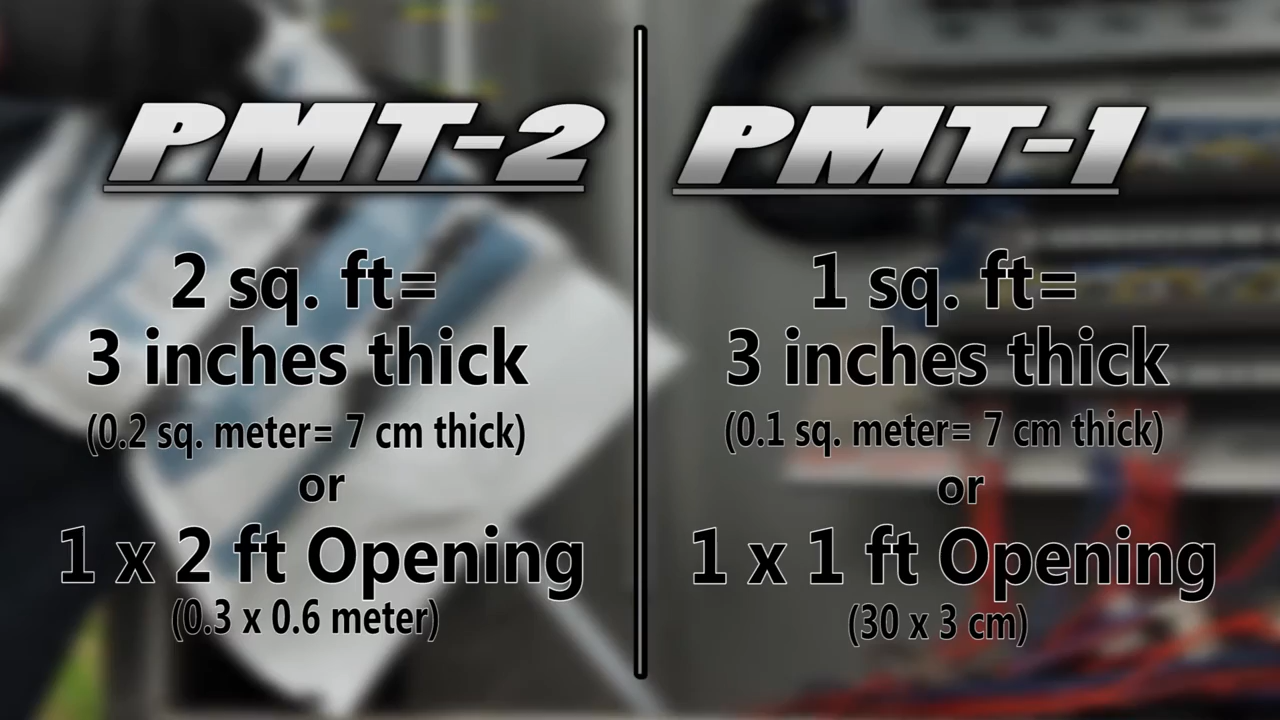 PMT-2
2 sq. ft=
3 inches thick
(0.2 sq. meter= 7 cm thick)
or
1 x 2 ft Opening
(0.3 x 0.6 meter)
PMT-1
1 sq. ft=
3 inches thick
(0.1 sq. meter= 7 cm thick)
or
1 x 1 ft Opening
(30 x 3 cm)